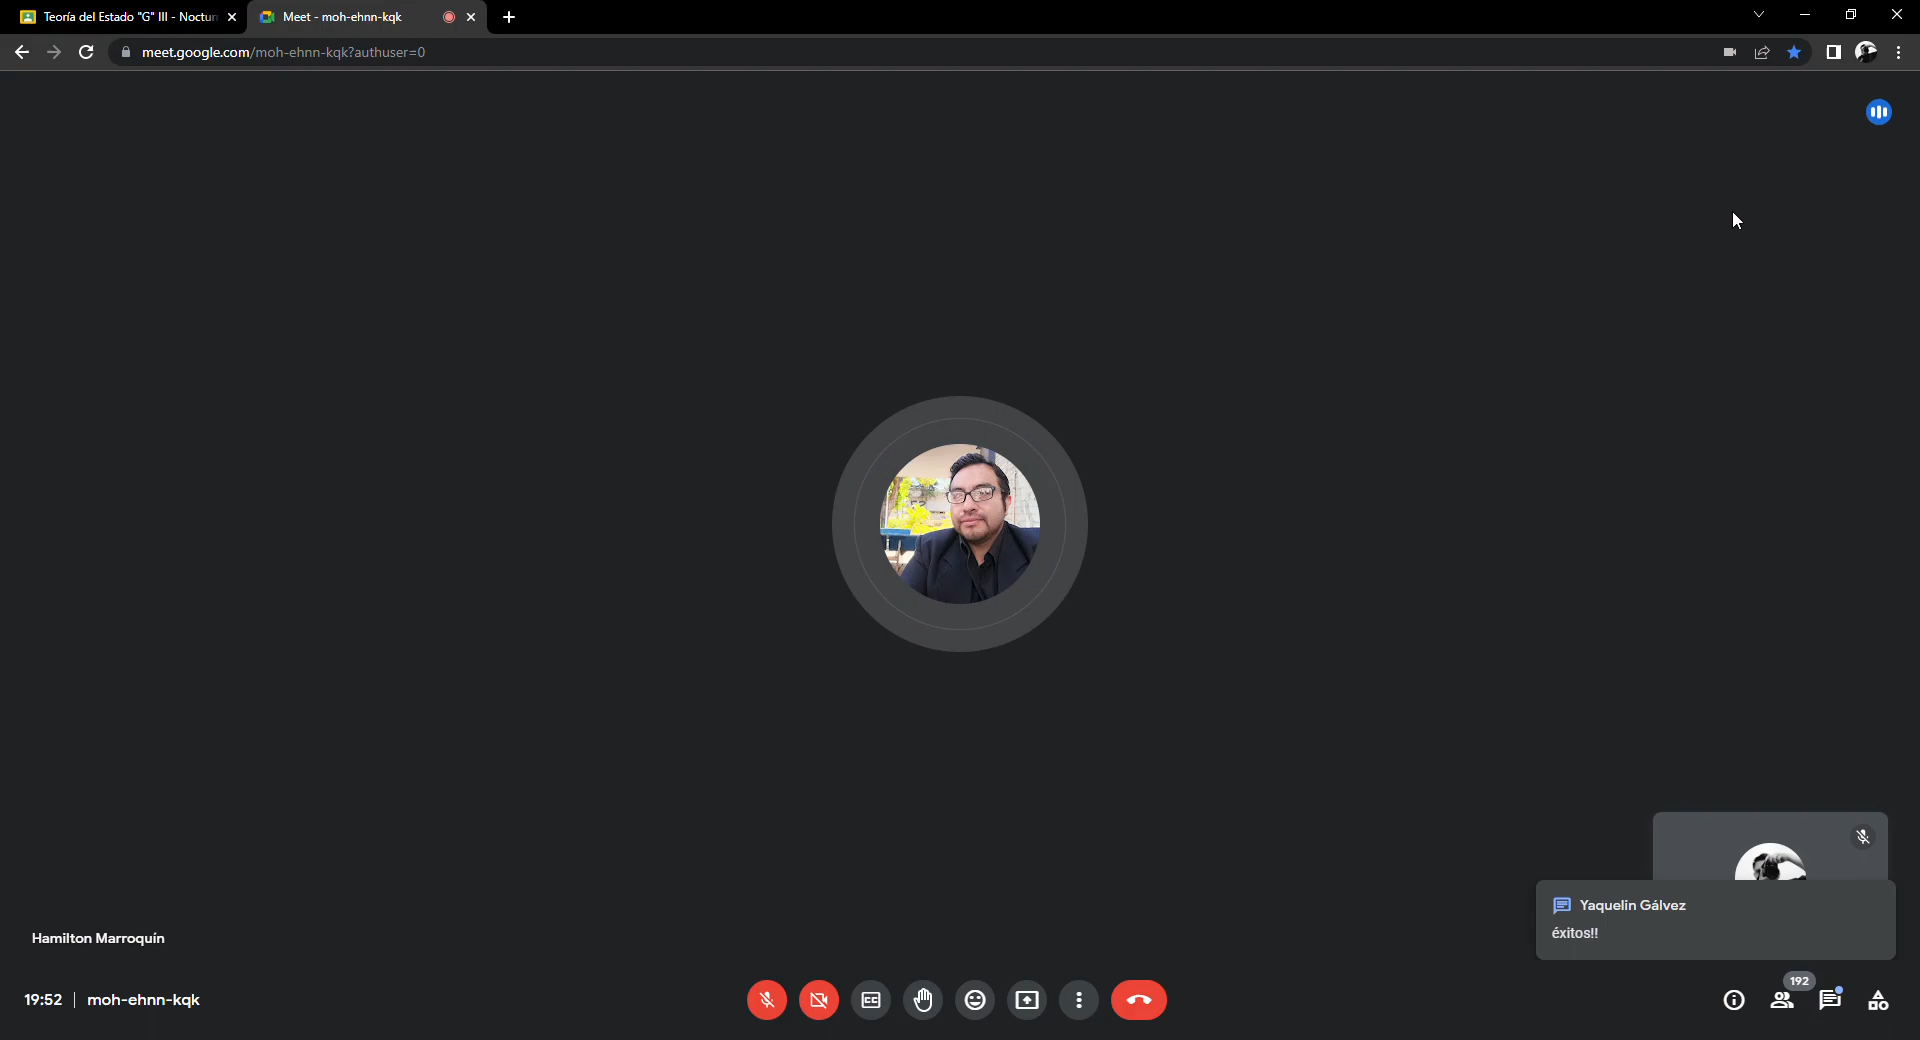 Teoría del Estado "G" III - Noctur
Meet - moh-ehnn-kqk
meet.google.com/moh-ehnn-kqk?authuser=0
Yaquelin Gálvez
éxitos!!
Hamilton Marroquín
19:52 | moh-ehnn-kqk
CC
192